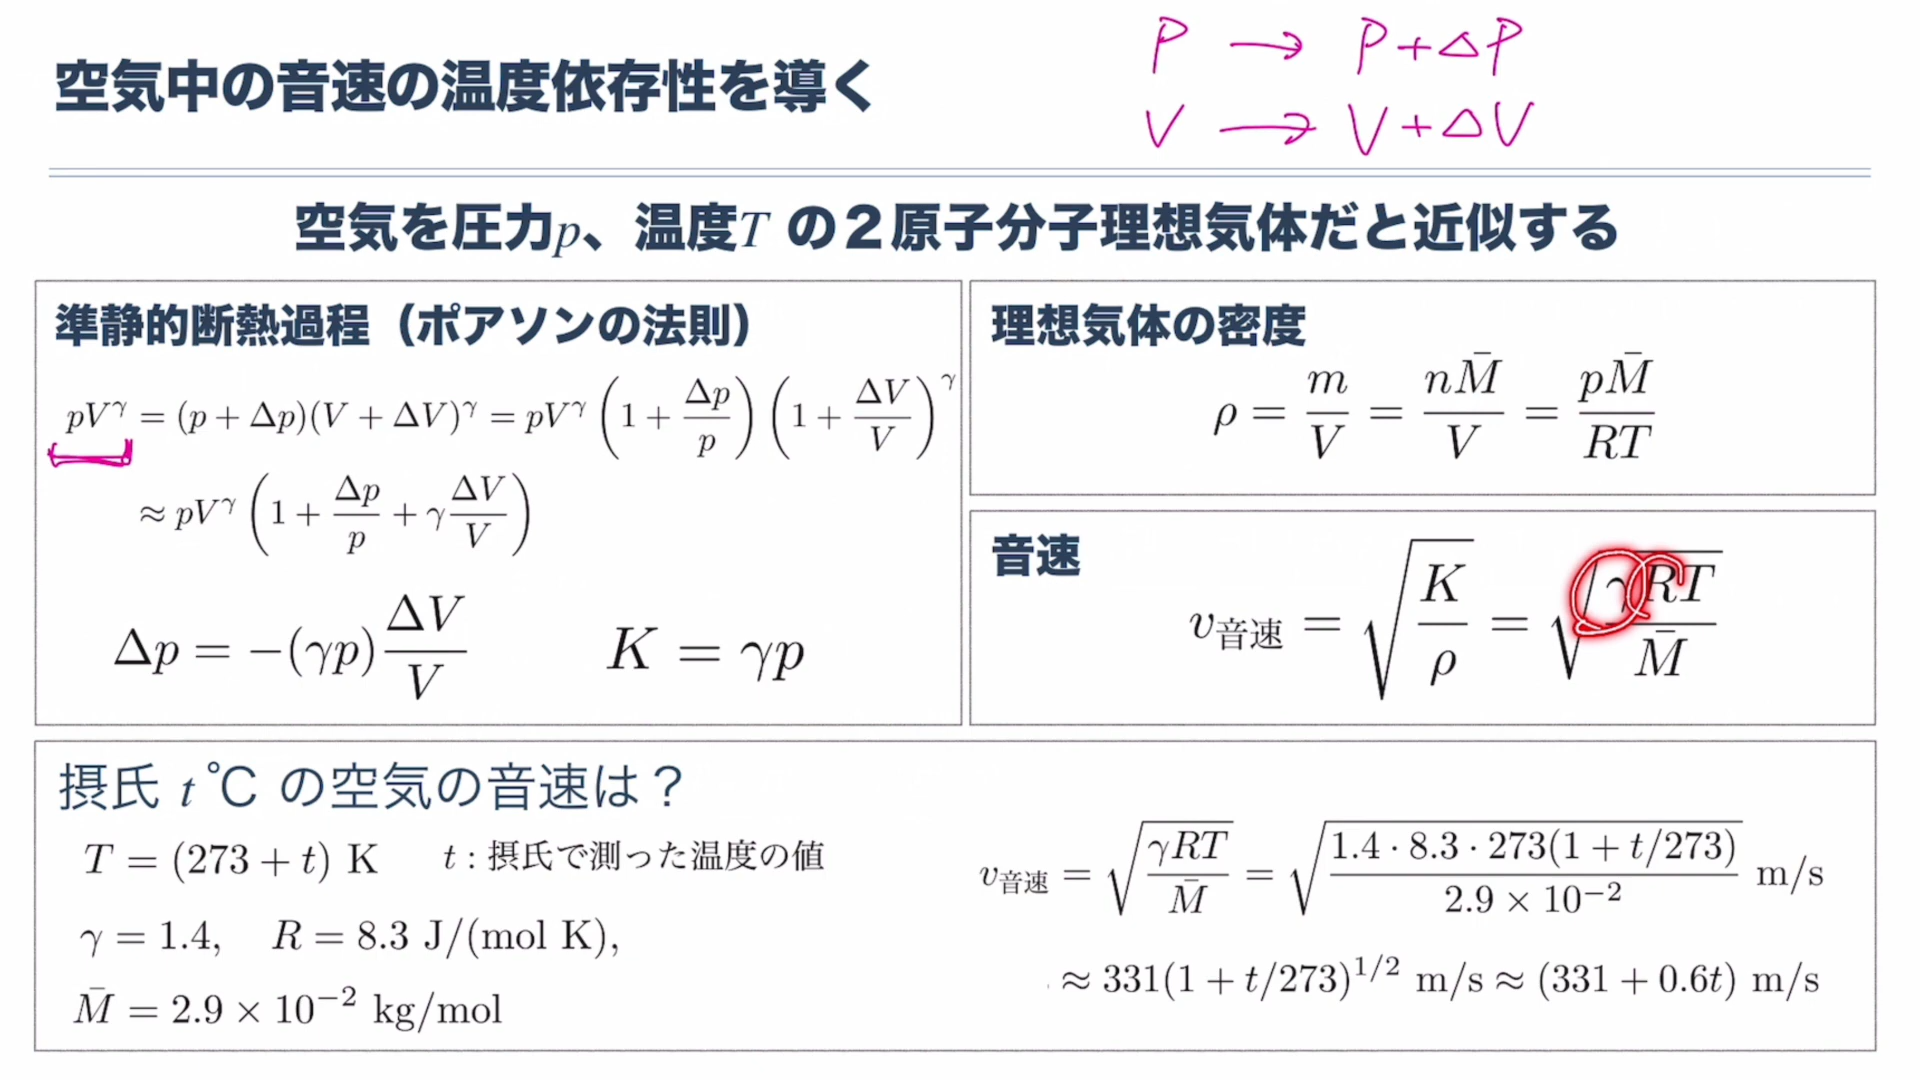 空気中の音速の温度依存性を導く
P → P+ΔP
V → V+ΔV
空気を圧力p、温度T の２原子分子理想気体だと近似する
準静的断熱過程（ポアソンの法則）
pV^γ = (p + Δp)(V + ΔV)^γ = pV^γ (1 + Δp/p)(1 + ΔV/V)^γ
≈ pV^γ (1 + Δp/p + γ ΔV/V)
Δp = −(γp) ΔV/V K = γp
理想気体の密度
ρ = m/V = nM̄/V = pM̄/RT
音速
v音速 = √(K/ρ) = √(γRT/M̄)
摂氏 t ℃ の空気の音速は？
T = (273 + t) K t : 摂氏で測った温度の値
γ = 1.4, R = 8.3 J/(mol K),
M̄ = 2.9 × 10^−2 kg/mol
v音速 = √(γRT/M̄) = √(1.4 · 8.3 · 273(1 + t/273)/2.9 × 10^−2) m/s
≈ 331(1 + t/273)^1/2 m/s ≈ (331 + 0.6t) m/s